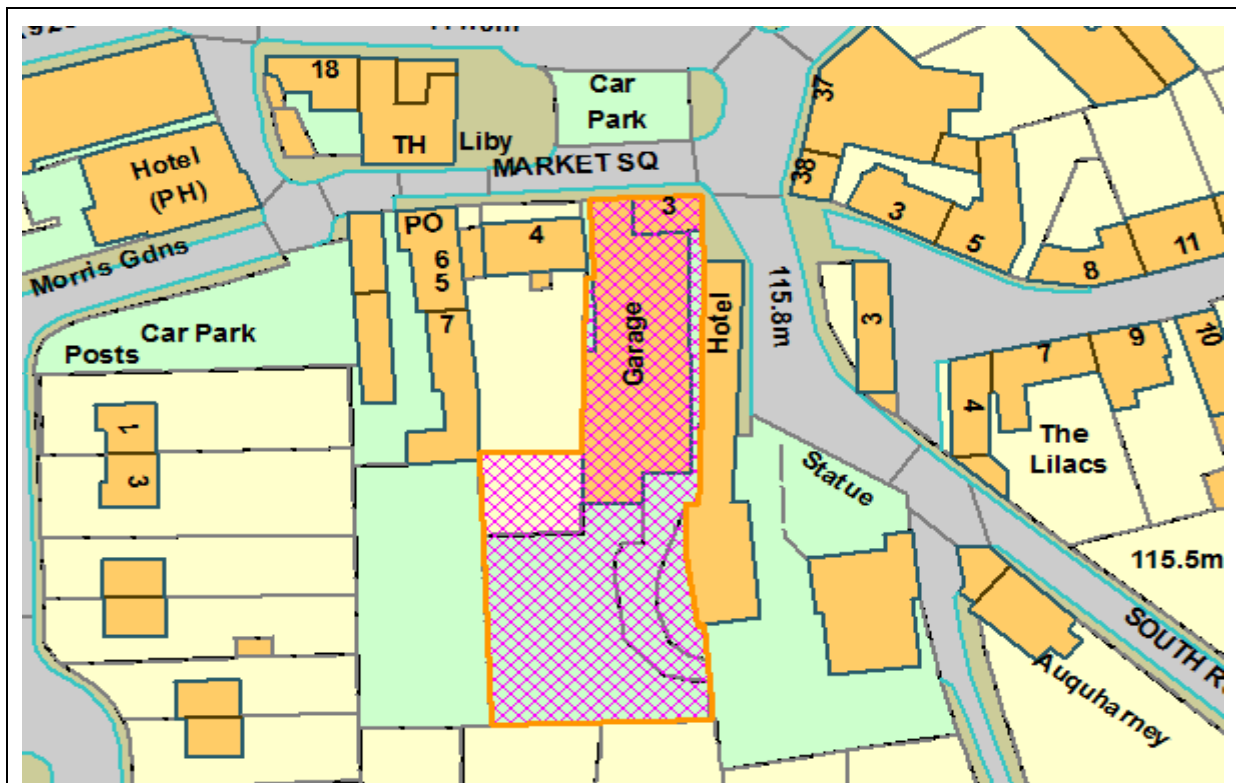 18
Car
Park
37
TH
Liby
MARKET SQ
Hotel
(PH)
38
3
PO
4
3
5
6
5
8
11
Morris Gdns
115.8m
Garage
Hotel
3
Car Park
7
Posts
7
9
10
1
4
The
Lilacs
3
Statue
115.5m
SOUTH
Auquharney